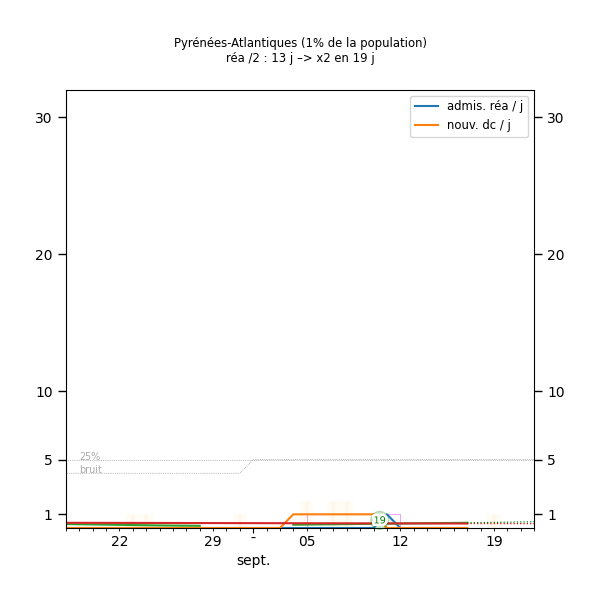 Pyrénées-Atlantiques (1% de la population)
réa /2 : 13 j –> x2 en 19 j
admis. réa / j
nouv. dc / j
30
30
20
20
10
10
5
5
25%
bruit
1
1
19
22
29
05
12
19
sept.